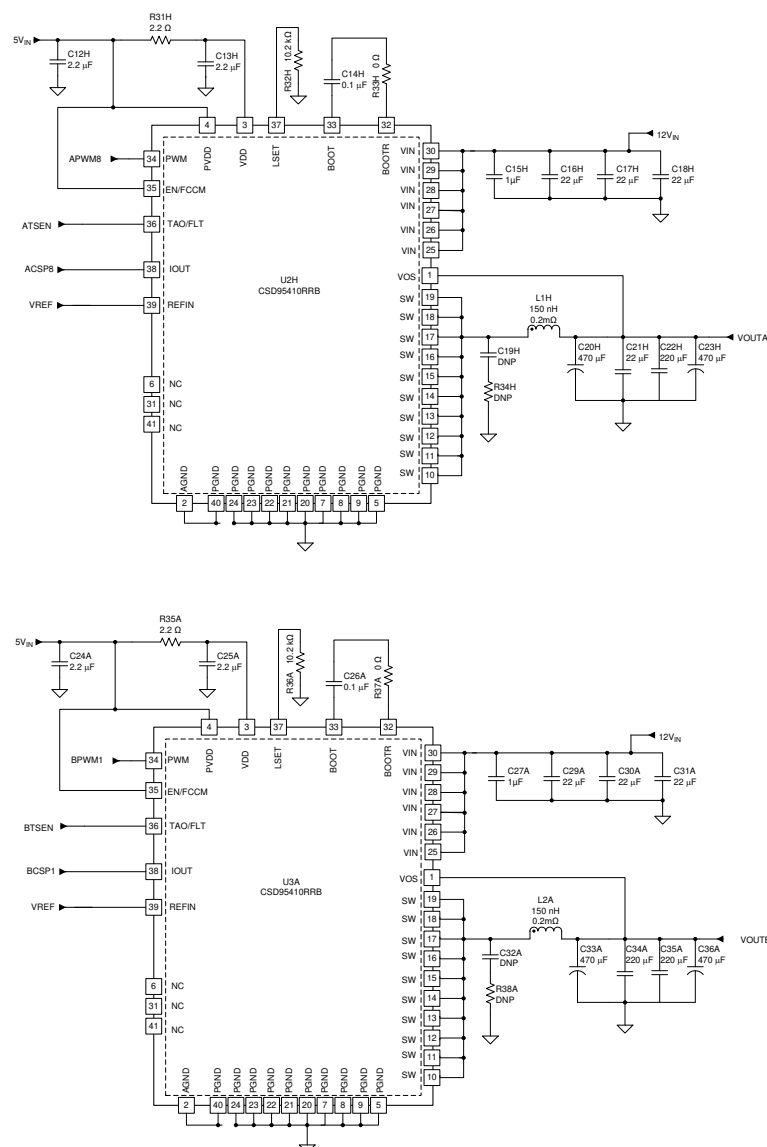 R31H
2.2 Ω
5VIN
C12H
2.2 µF
C13H
2.2 µF
R32H 10.2 kΩ
C14H
0.1 µF
R33H 0 Ω
4
3
37
33
32
PVDD
VDD
LSET
BOOT
BOOTR
12VIN
APWM8
34
PWM
35
EN/FCCM
ATSEN
36
TAO/FLT
ACSP8
38
IOUT
VREF
39
REFIN
6
NC
31
NC
41
NC
U2H
CSD95410RRB
VIN
30
VIN
29
VIN
28
VIN
27
VIN
26
VIN
25
VOS
1
SW
19
SW
18
SW
17
SW
16
SW
15
SW
14
SW
13
SW
12
SW
11
SW
10
C15H
1µF
C16H
22 µF
C17H
22 µF
C18H
22 µF
L1H
150 nH
0.2mΩ
C19H
DNP
R34H
DNP
C20H
470 µF
C21H
22 µF
C22H
220 µF
C23H
470 µF
VOUTA
AGND
PGND
PGND
PGND
PGND
PGND
PGND
PGND
PGND
PGND
PGND
2
40
24
23
22
21
20
7
8
9
5
R35A
2.2 Ω
5VIN
C24A
2.2 µF
C25A
2.2 µF
R36A 10.2 kΩ
C26A
0.1 µF
R37A 0 Ω
4
3
37
33
32
PVDD
VDD
LSET
BOOT
BOOTR
12VIN
BPWM1
34
PWM
35
EN/FCCM
BTSEN
36
TAO/FLT
BCSP1
38
IOUT
VREF
39
REFIN
6
NC
31
NC
41
NC
U3A
CSD95410RRB
VIN
30
VIN
29
VIN
28
VIN
27
VIN
26
VIN
25
VOS
1
SW
19
SW
18
SW
17
SW
16
SW
15
SW
14
SW
13
SW
12
SW
11
SW
10
C27A
1µF
C29A
22 µF
C30A
22 µF
C31A
22 µF
L2A
150 nH
0.2mΩ
C32A
DNP
R38A
DNP
C33A
470 µF
C34A
220 µF
C35A
220 µF
C36A
470 µF
AGND
PGND
PGND
PGND
PGND
PGND
PGND
PGND
PGND
PGND
PGND
2
40
24
23
22
21
20
7
8
9
5